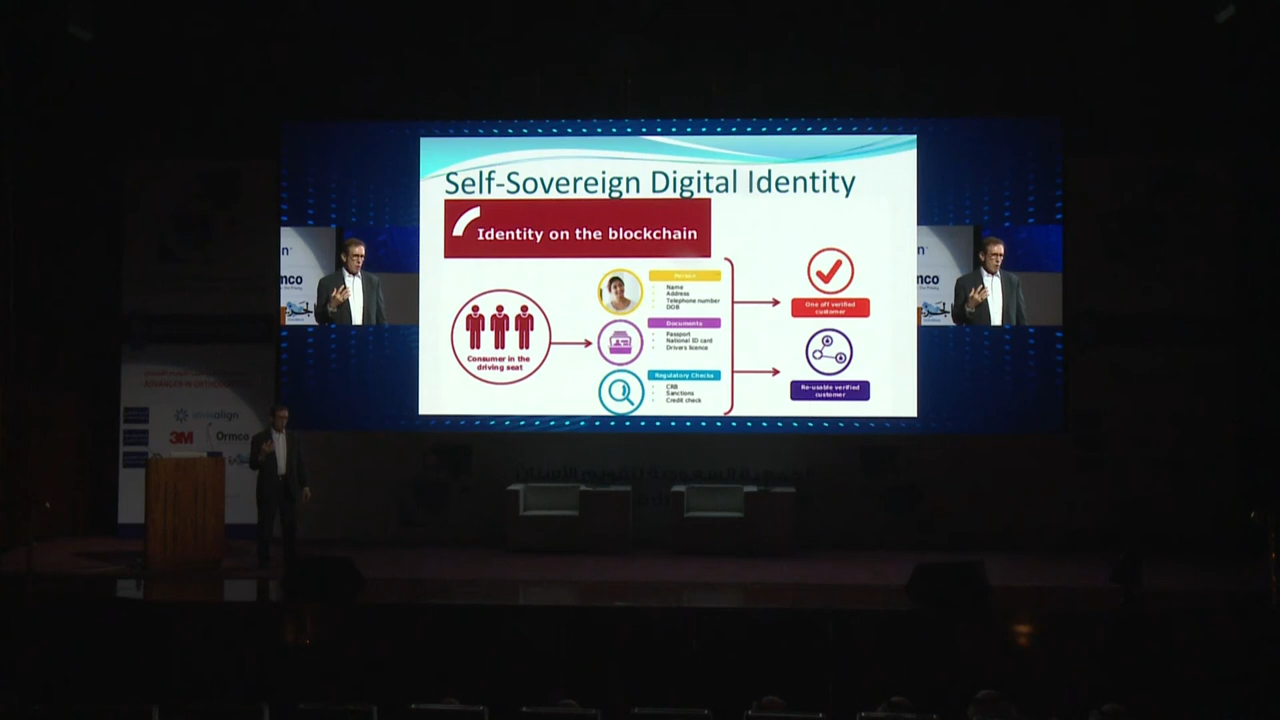 Self-Sovereign Digital Identity
Identity on the blockchain
Consumer in the
driving seat
Person
Name
Address
Telephone number
DOB
Documents
Passport
National ID card
Drivers licence
Regulatory Checks
CRB
Sanctions
Credit check
One off verified
customer
Re-usable verified
customer
invisalign
3M
Ormco